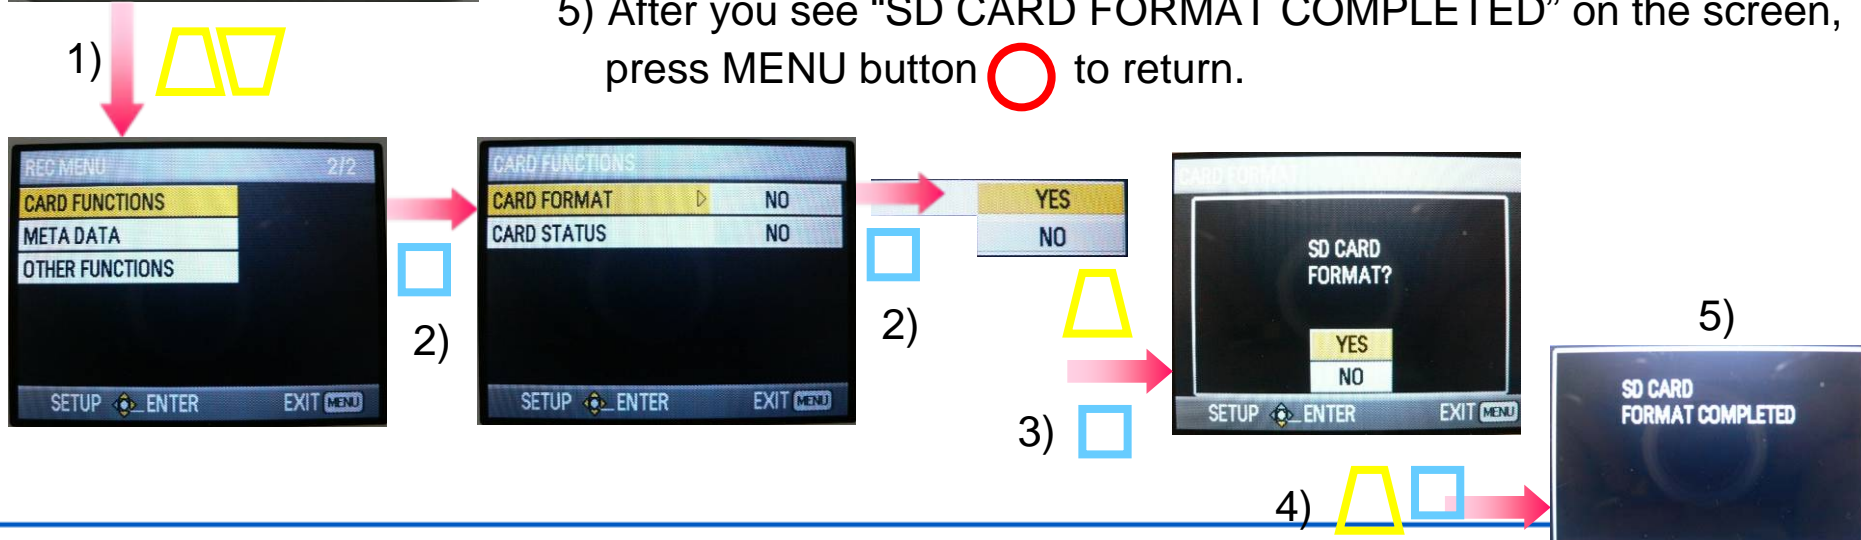 5) After you see “SD CARD FORMAT COMPLETED” on the screen,
press MENU button to return.
1)
REC MENU 2/2
CARD FUNCTIONS
META DATA
OTHER FUNCTIONS
SETUP ENTER EXIT MENU
2)
CARD FUNCTIONS
CARD FORMAT NO
CARD STATUS NO
SETUP ENTER EXIT MENU
2)
YES
NO
3)
CARD FORMAT
SD CARD
FORMAT?
YES
NO
SETUP ENTER EXIT MENU
4)
5)
SD CARD
FORMAT COMPLETED